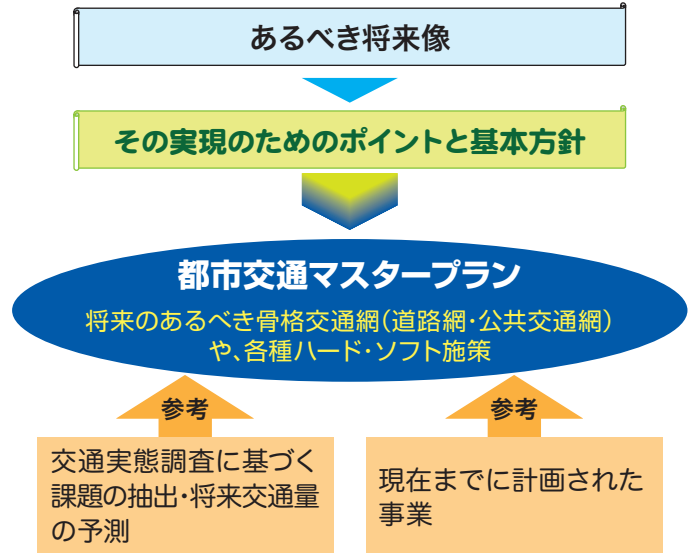 あるべき将来像
その実現のためのポイントと基本方針
都市交通マスタープラン
将来のあるべき骨格交通網(道路網・公共交通網)
や、各種ハード・ソフト施策
参考
参考
交通実態調査に基づく
課題の抽出・将来交通量
の予測
現在までに計画された
事業